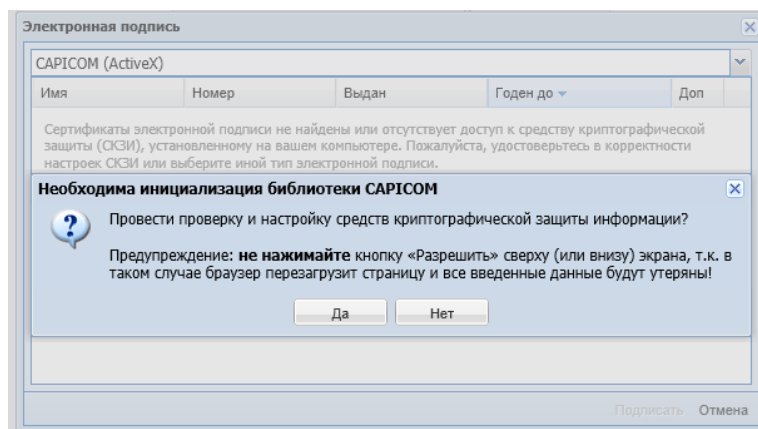 Электронная подпись
CAPICOM (ActiveX)
Имя Номер Выдан Годен до Доп
Сертификаты электронной подписи не найдены или отсутствует доступ к средству криптографической
защиты (СКЗИ), установленному на вашем компьютере. Пожалуйста, удостоверьтесь в корректности
настроек СКЗИ или выберите иной тип электронной подписи.
Необходима инициализация библиотеки CAPICOM
Провести проверку и настройку средств криптографической защиты информации?
Предупреждение: не нажимайте кнопку «Разрешить» сверху (или внизу) экрана, т.к. в
таком случае браузер перезагрузит страницу и все введенные данные будут утеряны!
Да Нет
Подписать Отмена